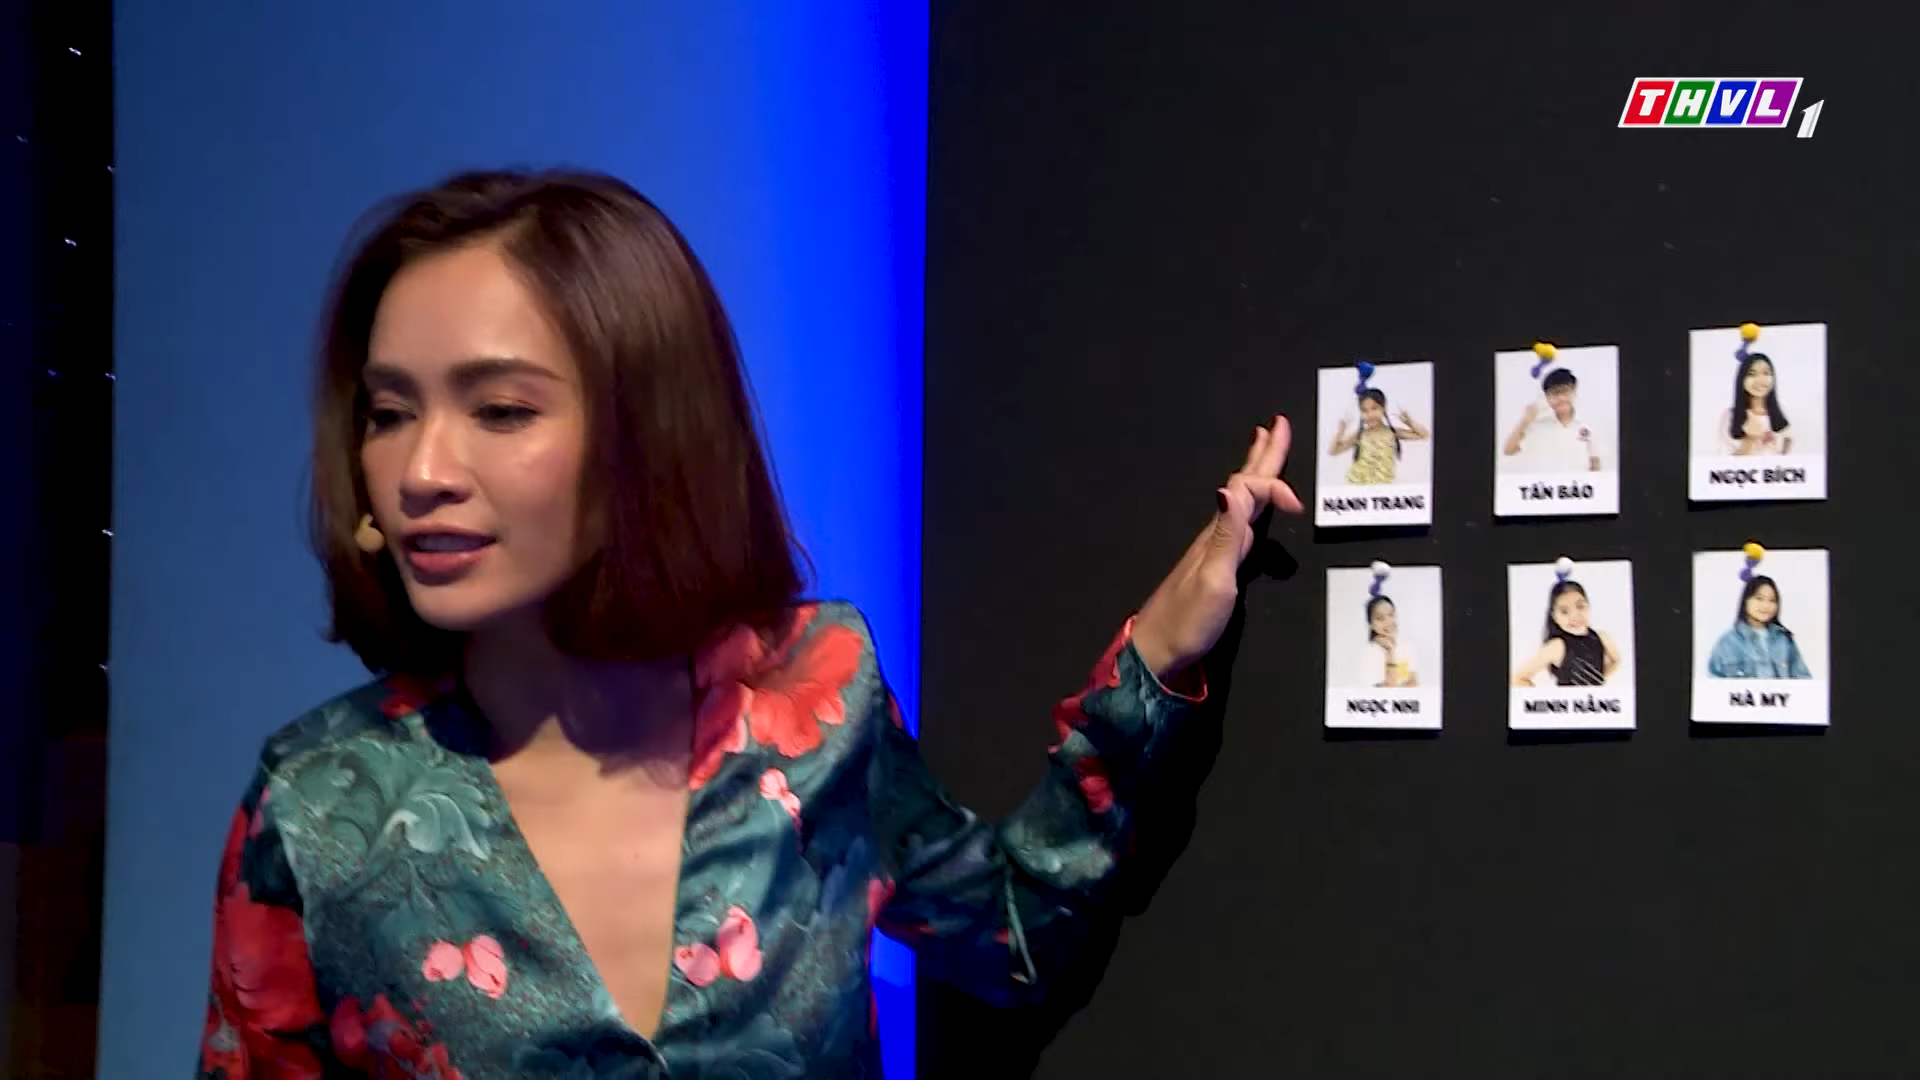 THVL1
HẠNH TRANG
TẤN BẢO
NGỌC BÍCH
NGỌC NHI
MINH HẰNG
HÀ MY